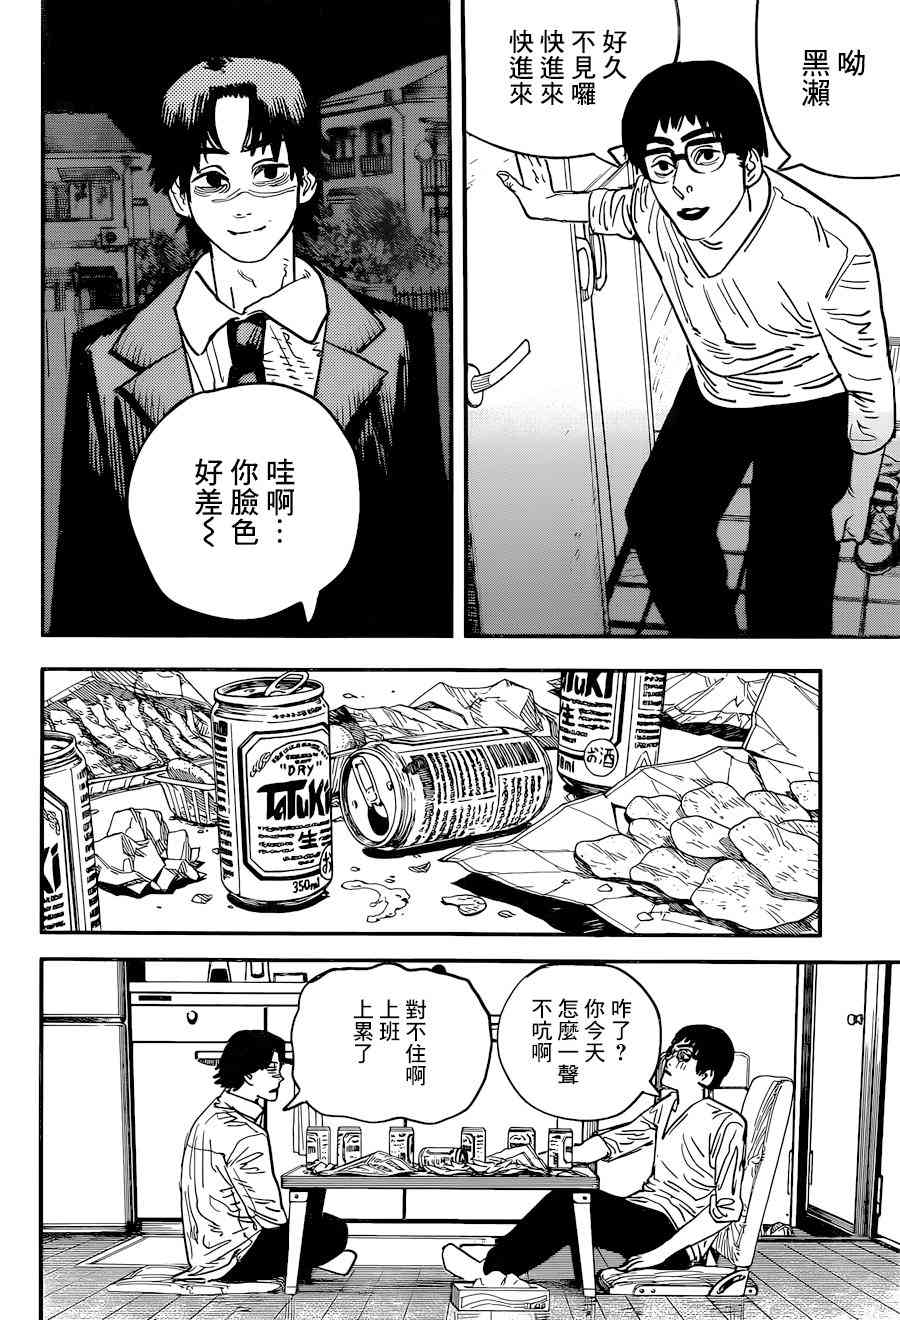 呦
黑瀨
好久
不見囉
快進來
快進來
哇啊…
你臉色
好差～
"DRY"
TaTuKi
生
350ml
TaTuKi
生
お酒
咋了?
你今天
怎麼一聲
不吭啊
對不住啊
上班
上累了